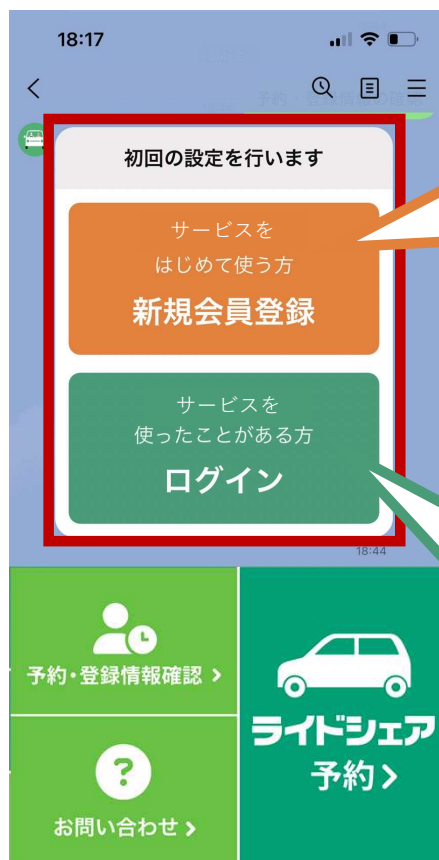 18:17
初回の設定を行います
サービスを
はじめて使う方
新規会員登録
サービスを
使ったことがある方
ログイン
18:44
予約・登録情報確認
ライドシェア
予約
?
お問い合わせ